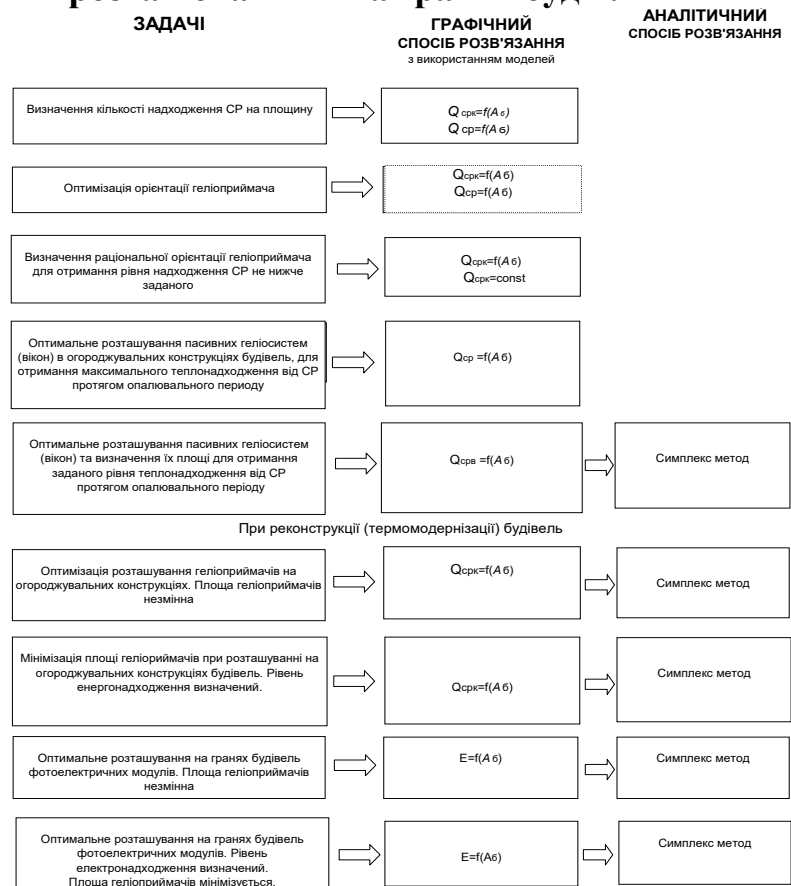 ЗАДАЧІ
ГРАФІЧНИЙ
СПОСІБ РОЗВ'ЯЗАННЯ
з використанням моделей
АНАЛІТИЧНИЙ
СПОСІБ РОЗВ'ЯЗАННЯ
Визначення кількості надходження СР на площину
Q срк=f(A б)
Q ср=f(A б)
Оптимізація орієнтації геліоприймача
Qсрк=f(A б)
Qср=f(A б)
Визначення раціональної орієнтації геліоприймача
для отримання рівня надходження СР не нижче
заданого
Qсрк=f(A б)
Qсрк=const
Оптимальне розташування пасивних геліосистем
(вікон) в огороджувальних конструкціях будівель, для
отримання максимального теплонадходження від СР
протягом опалювального періоду
Qср =f(A б)
Оптимальне розташування пасивних геліосистем
(вікон) та визначення їх площі для отримання
заданого рівня теплонадходження від СР
протягом опалювального періоду
Qсрв =f(A б)
Симплекс метод
При реконструкції (термомодернізації) будівель
Оптимізація розташування геліоприймачів на
огороджувальних конструкціях. Площа геліоприймачів
незмінна
Qсрк=f(A б)
Симплекс метод
Мінімізація площі геліориймачів при розташуванні на
огороджувальних конструкціях будівель. Рівень
енергонадходження визначений.
Qсрк=f(A б)
Симплекс метод
Оптимальне розташування на гранях будівель
фотоелектричних модулів. Площа геліоприймачів
незмінна
E=f(A б)
Симплекс метод
Оптимальне розташування на гранях будівель
фотоелектричних модулів. Рівень
електронадходження визначений.
Площа геліоприймачів мінімізується.
E=f(Aб)
Симплекс метод